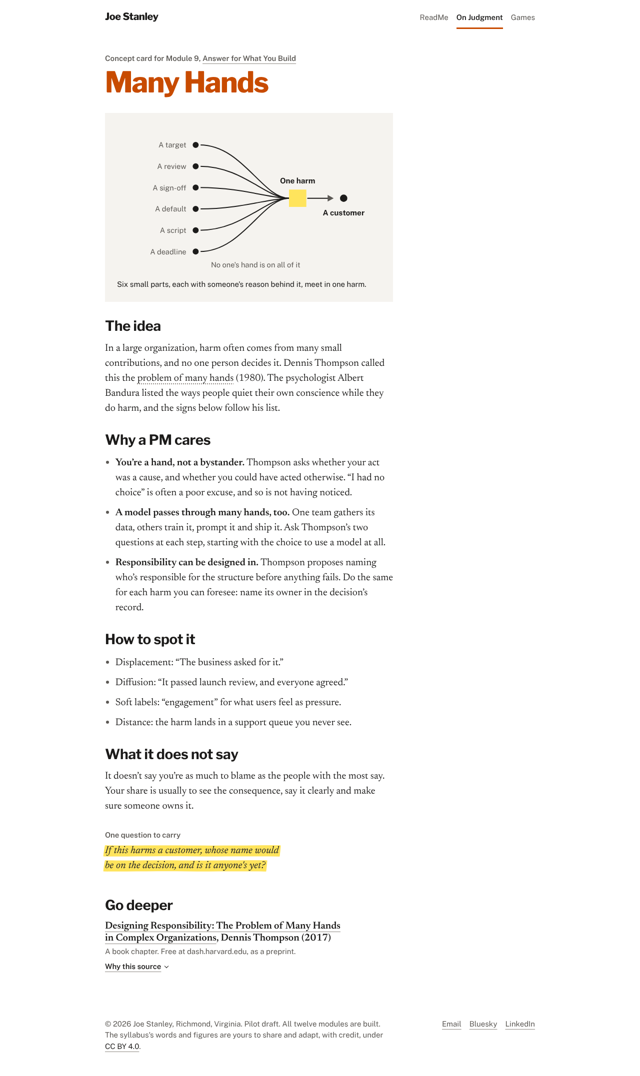 Joe Stanley
ReadMe On Judgment Games
Concept card for Module 9, Answer for What You Build
Many Hands
A target
A review
A sign-off
A default
A script
A deadline
One harm
A customer
No one's hand is on all of it
Six small parts, each with someone's reason behind it, meet in one harm.
The idea
In a large organization, harm often comes from many small
contributions, and no one person decides it. Dennis Thompson called
this the problem of many hands (1980). The psychologist Albert
Bandura listed the ways people quiet their own conscience while they
do harm, and the signs below follow his list.
Why a PM cares
• You’re a hand, not a bystander. Thompson asks whether your act
was a cause, and whether you could have acted otherwise. “I had no
choice” is often a poor excuse, and so is not having noticed.
• A model passes through many hands, too. One team gathers its
data, others train it, prompt it and ship it. Ask Thompson’s two
questions at each step, starting with the choice to use a model at all.
• Responsibility can be designed in. Thompson proposes naming
who’s responsible for the structure before anything fails. Do the same
for each harm you can foresee: name its owner in the decision’s
record.
How to spot it
• Displacement: “The business asked for it.”
• Diffusion: “It passed launch review, and everyone agreed.”
• Soft labels: “engagement” for what users feel as pressure.
• Distance: the harm lands in a support queue you never see.
What it does not say
It doesn’t say you’re as much to blame as the people with the most say.
Your share is usually to see the consequence, say it clearly and make
sure someone owns it.
One question to carry
If this harms a customer, whose name would
be on the decision, and is it anyone’s yet?
Go deeper
Designing Responsibility: The Problem of Many Hands
in Complex Organizations, Dennis Thompson (2017)
A book chapter. Free at dash.harvard.edu, as a preprint.
Why this source
© 2026 Joe Stanley, Richmond, Virginia. Pilot draft. All twelve modules are built.
The syllabus’s words and figures are yours to share and adapt, with credit, under
CC BY 4.0.
Email Bluesky LinkedIn